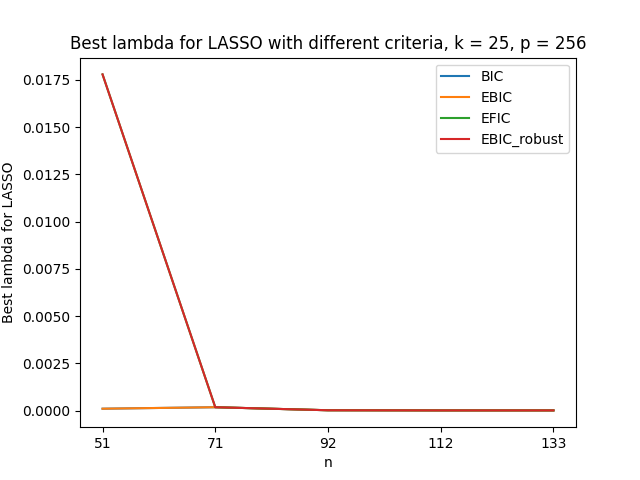 Best lambda for LASSO with different criteria, k = 25, p = 256
BIC
EBIC
EFIC
EBIC_robust
Best lambda for LASSO
0.0175
0.0150
0.0125
0.0100
0.0075
0.0050
0.0025
0.0000
51 71 92 112 133
n